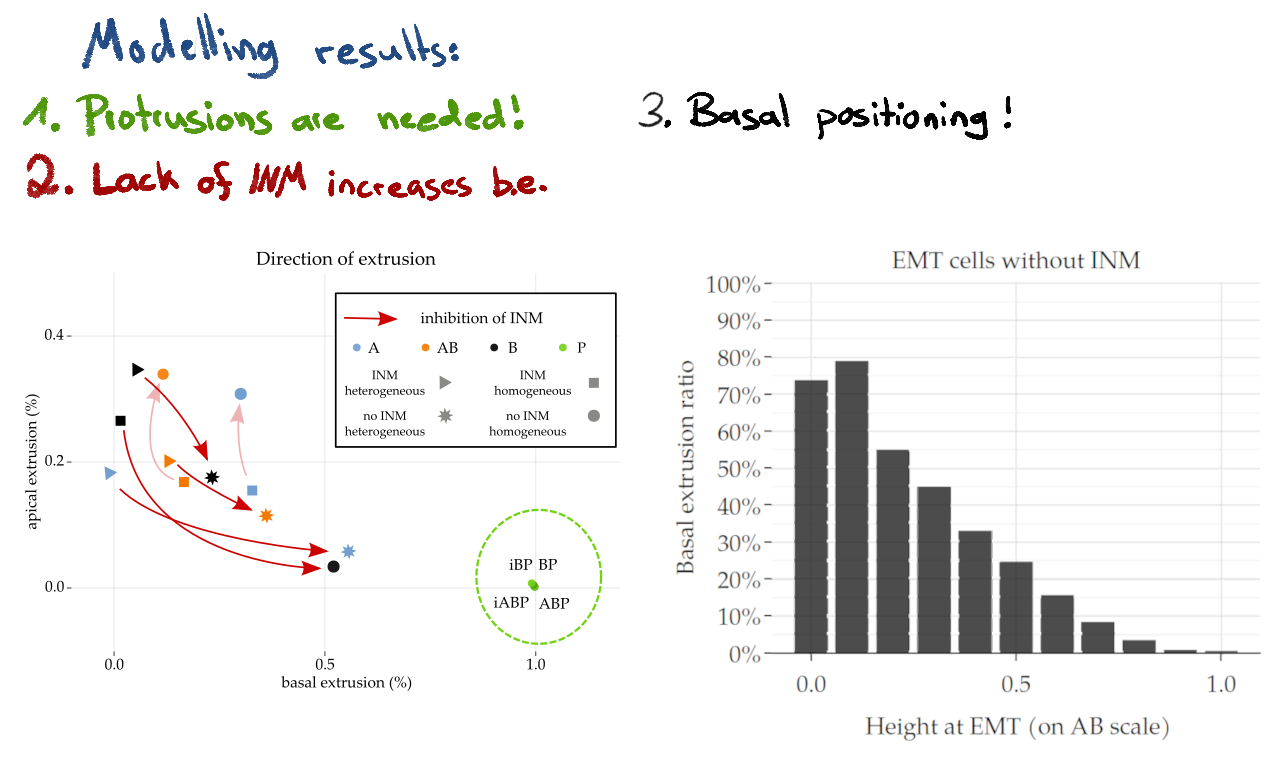 Modelling results:
1. Protrusions are needed!
2. Lack of INM increases b.e.
3. Basal positioning!
Direction of extrusion
inhibition of INM
A AB B P
INM heterogeneous
INM homogeneous
no INM heterogeneous
no INM homogeneous
apical extrusion (%)
0.4
0.2
0.0
iBP BP
iABP ABP
0.0 0.5 1.0
basal extrusion (%)
EMT cells without INM
Basal extrusion ratio
100%
90%
80%
70%
60%
50%
40%
30%
20%
10%
0%
0.0 0.5 1.0
Height at EMT (on AB scale)